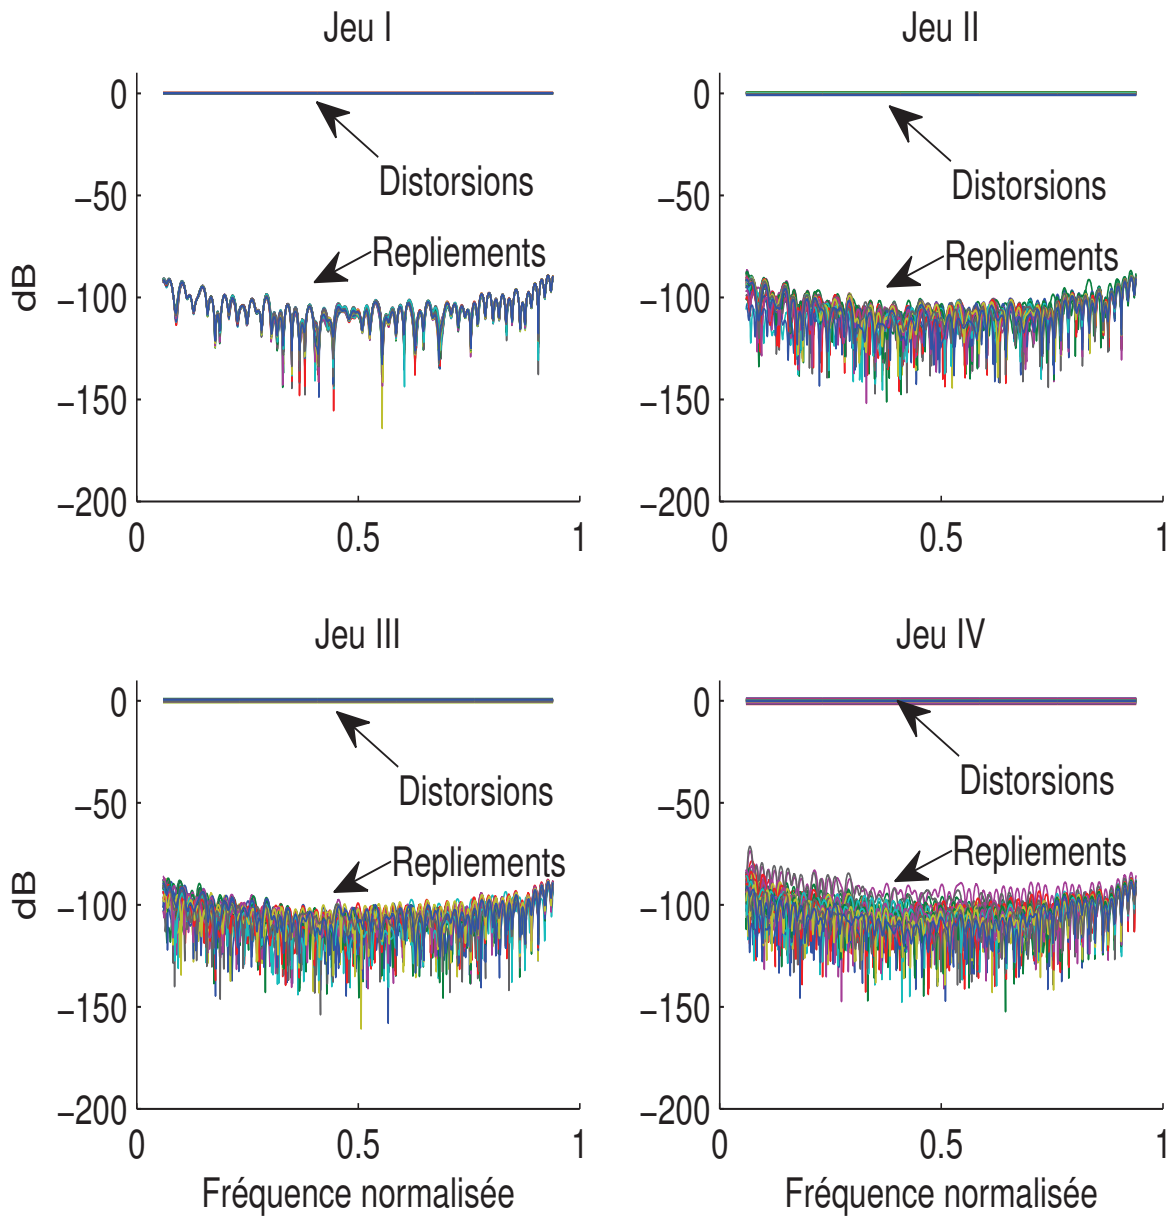 Jeu I
0
−50
−100
−150
−200
dB
Distorsions
Repliements
0
0.5
1
Jeu II
0
−50
−100
−150
−200
Distorsions
Repliements
0
0.5
1
Jeu III
0
−50
−100
−150
−200
dB
Distorsions
Repliements
0
0.5
1
Fréquence normalisée
Jeu IV
0
−50
−100
−150
−200
Distorsions
Repliements
0
0.5
1
Fréquence normalisée